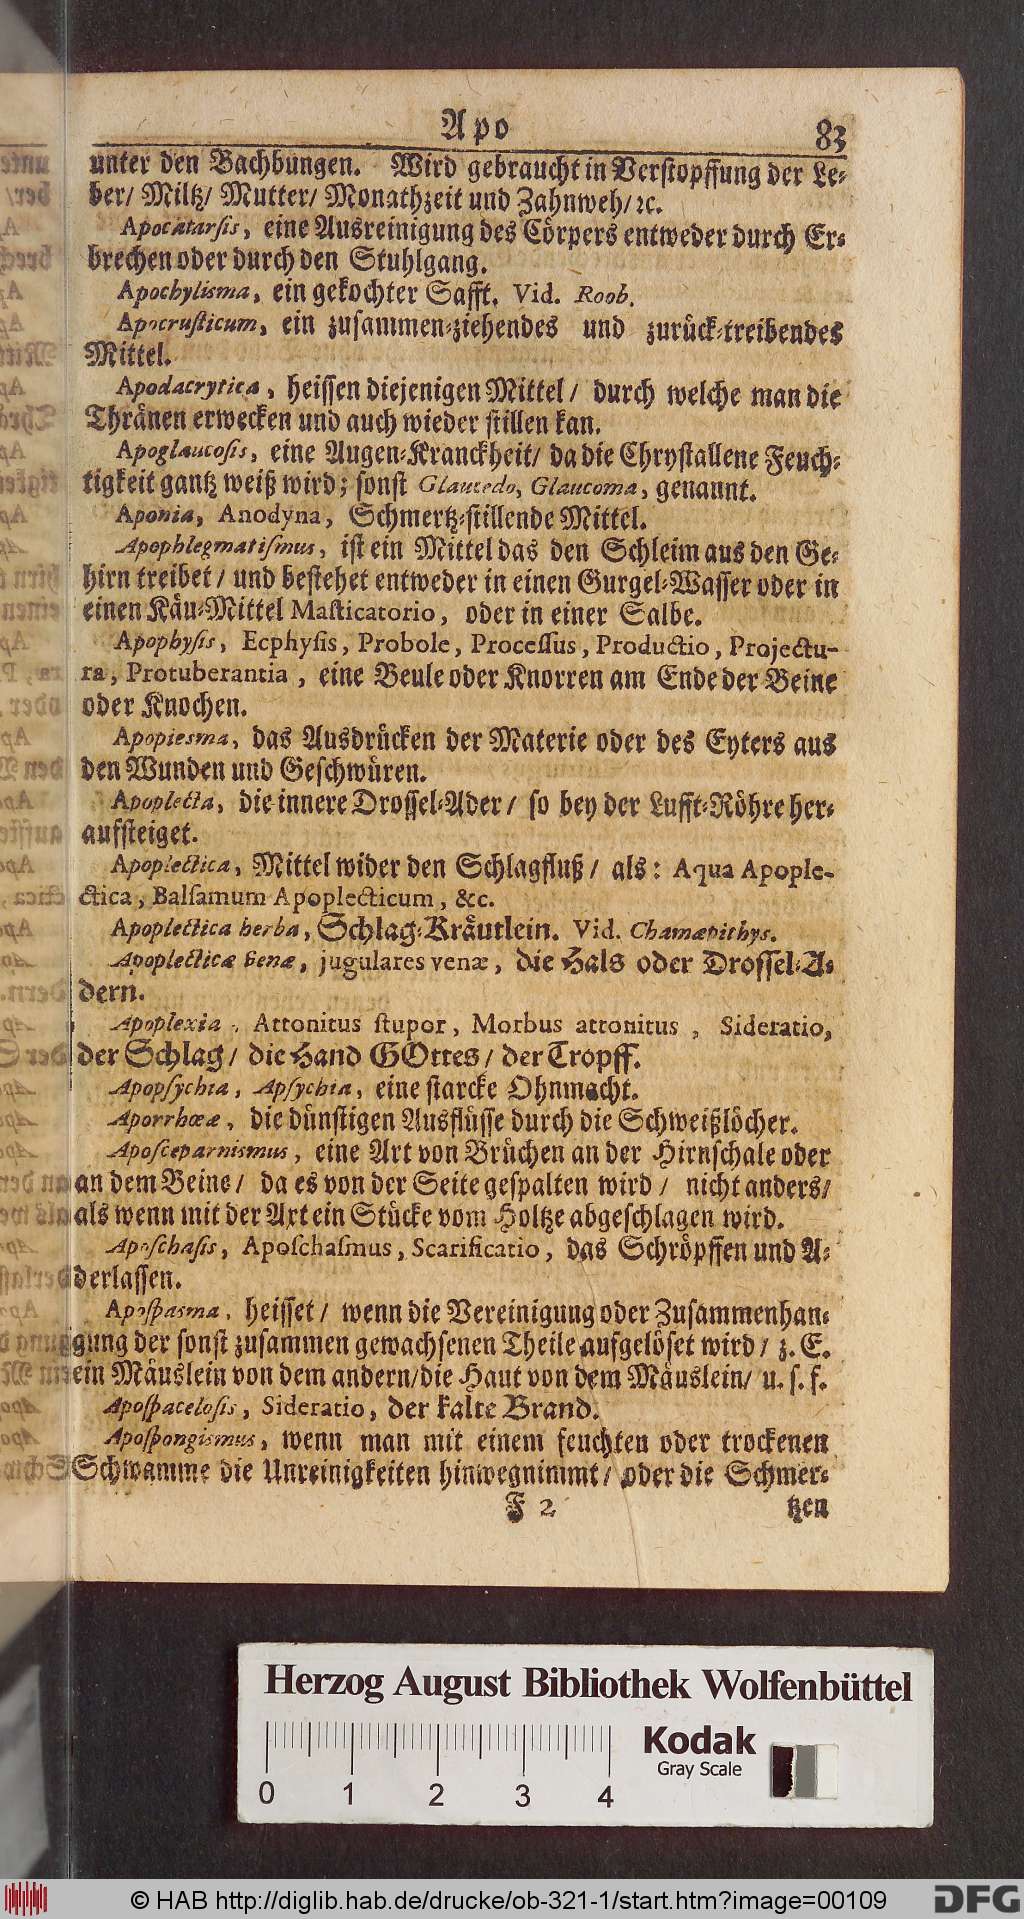 Apo 83
unter den Bachbungen. Wird gebraucht in Verstopffung der Le-
ber/ Miltz/ Mutter/ Monathzeit und Zahnweh/ ꝛc.
Apocatarsis, eine Ausreinigung des Cörpers entweder durch Er-
brechen oder durch den Stuhlgang.
Apochylisma, ein gekochter Safft. Vid. Roob.
Apocrusticum, ein zusammen-ziehendes und zurück-treibendes
Mittel.
Apodacrytica, heissen diejenigen Mittel / durch welche man die
Thränen erwecken und auch wieder stillen kan.
Apoglaucosis, eine Augen-Kranckheit/ da die Chrystallene Feuch-
tigkeit gantz weiß wird; sonst Glaucedo, Glaucoma, genannt.
Aponia, Anodyna, Schmertz-stillende Mittel.
Apophlegmatiſmus, ist ein Mittel das den Schleim aus den Ge-
hirn treibet / und bestehet entweder in einen Gurgel-Wasser oder in
einen Käu-Mittel Maſticatorio, oder in einer Salbe.
Apophyſis, Ecphyſis, Probole, Proceſſus, Productio, Projectu-
ra, Protuberantia, eine Beule oder Knorren am Ende der Beine
oder Knochen.
Apopiesma, das Ausdrücken der Materie oder des Eyters aus
den Wunden und Geschwüren.
Apoplecta, die innere Drossel-Ader / so bey der Lufft-Röhre her-
aufsteiget.
Apoplectica, Mittel wider den Schlagfluß / als: Aqua Apople-
ctica, Balſamum Apoplecticum, &c.
Apoplectica herba, Schlag-Kräutlein. Vid. Chamæpithys.
Apoplecticæ venæ, jugulares venæ, die Hals oder Drossel-A-
dern.
Apoplexia, Attonitus ſtupor, Morbus attonitus, Sideratio,
der Schlag / die Hand GOttes / der Tropff.
Apopſychia, Apſychia, eine starcke Ohnmacht.
Aporrhœæ, die dünstigen Ausflüsse durch die Schweißlöcher.
Apoſceparnismus, eine Art von Brüchen an der Hirnschale oder
an dem Beine / da es von der Seite gespalten wird / nicht anders/
als wenn mit der Axt ein Stücke vom Holtze abgeschlagen wird.
Apoſchaſis, Apoſchaſmus, Scarificatio, das Schröpffen und A-
derlassen.
Apoſpasma, heisset / wenn die Vereinigung oder Zusammenhan-
gung der sonst zusammen gewachsenen Theile aufgelöset wird / z. E.
ein Mäuslein von dem andern/ die Haut von dem Mäuslein/ u. s. f.
Apoſpacelosis, Sideratio, der kalte Brand.
Apoſpongismus, wenn man mit einem feuchten oder trockenen
Schwamme die Unreinigkeiten hinwegnimmt / oder die Schmer-
F 2 tzen
Herzog August Bibliothek Wolfenbüttel
0 1 2 3 4
Kodak
Gray Scale
© HAB http://diglib.hab.de/drucke/ob-321-1/start.htm?image=00109
DFG